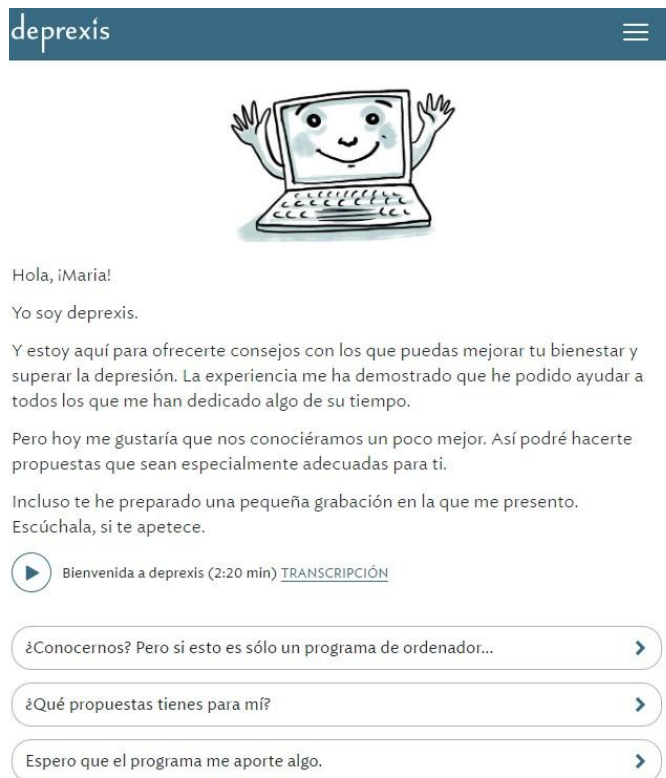 deprexis
Hola, ¡Maria!
Yo soy deprexis.
Y estoy aquí para ofrecerte consejos con los que puedas mejorar tu bienestar y
superar la depresión. La experiencia me ha demostrado que he podido ayudar a
todos los que me han dedicado algo de su tiempo.
Pero hoy me gustaría que nos conociéramos un poco mejor. Así podré hacerte
propuestas que sean especialmente adecuadas para ti.
Incluso te he preparado una pequeña grabación en la que me presento.
Escúchala, si te apetece.
Bienvenida a deprexis (2:20 min) TRANSCRIPCIÓN
¿Conocernos? Pero si esto es sólo un programa de ordenador...
¿Qué propuestas tienes para mí?
Espero que el programa me aporte algo.